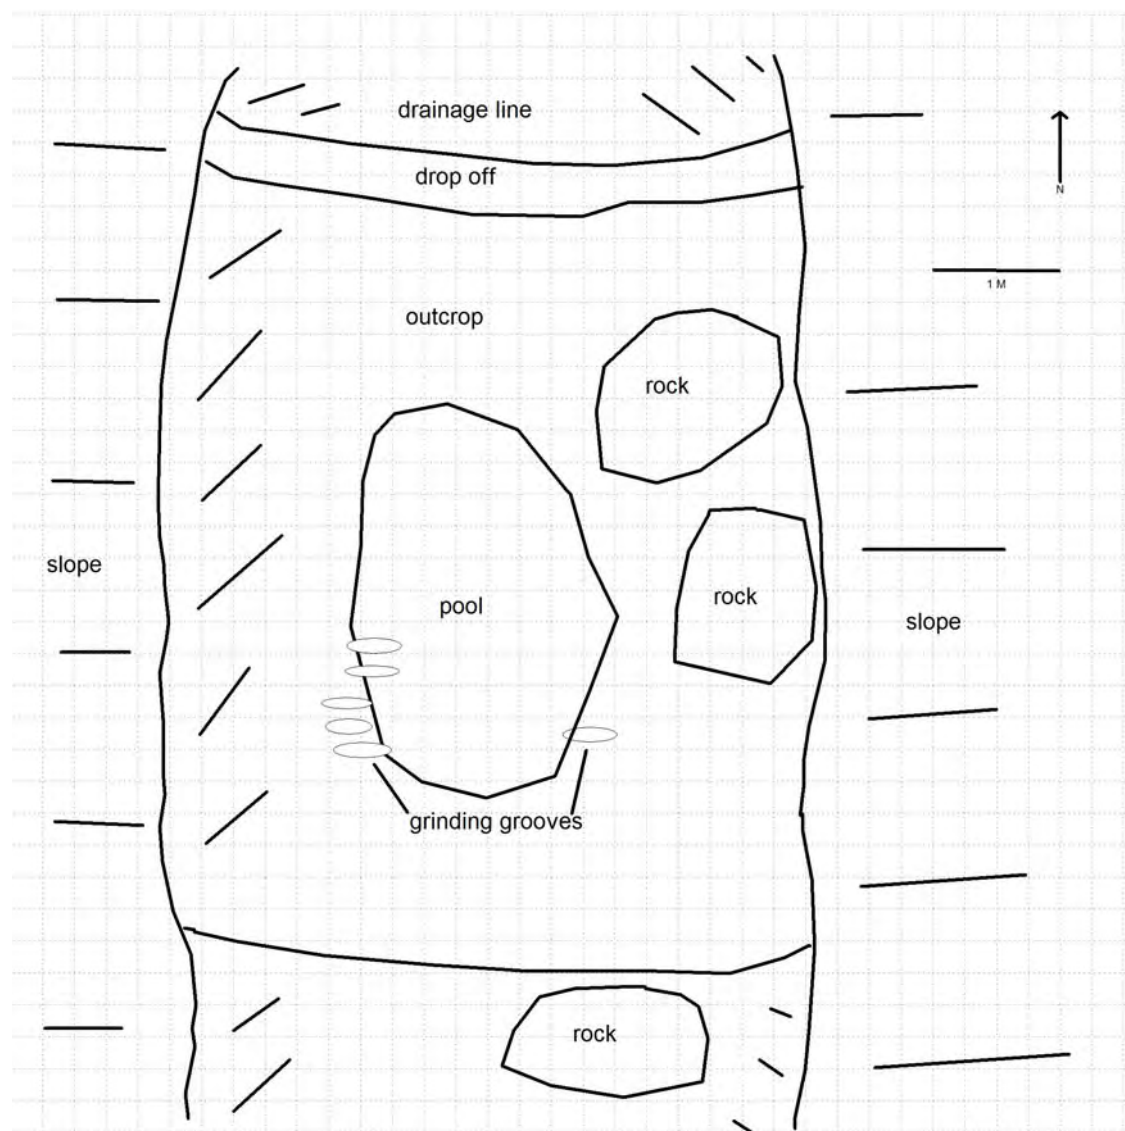 drainage line
drop off
N
1 M
outcrop
rock
slope
pool
rock
slope
grinding grooves
rock